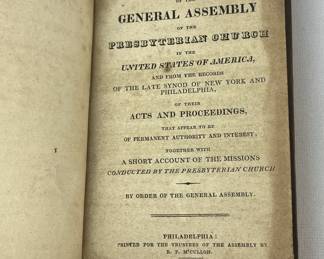 OF THE
GENERAL ASSEMBLY
OF THE
PRESBYTERIAN CHURCH
IN THE
UNITED STATES OF AMERICA,
AND FROM THE RECORDS
OF THE LATE SYNOD OF NEW YORK AND
PHILADELPHIA,
OF THEIR
ACTS AND PROCEEDINGS,
THAT APPEAR TO BE
OF PERMANENT AUTHORITY AND INTEREST;
TOGETHER WITH
A SHORT ACCOUNT OF THE MISSIONS
CONDUCTED BY THE PRESBYTERIAN CHURCH
BY ORDER OF THE GENERAL ASSEMBLY.
PHILADELPHIA:
PRINTED FOR THE TRUSTEES OF THE ASSEMBLY BY
R. P. M'CULLOH.